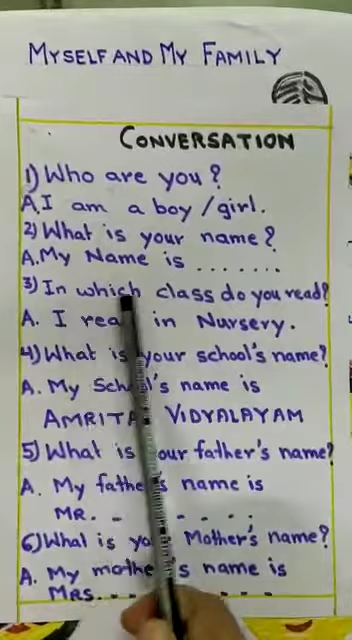 MYSELF AND MY FAMILY
CONVERSATION
1) Who are you?
A. I am a boy/girl.
2) What is your name?
A. My Name is .......
3) In which class do you read?
A. I read in Nursery.
4) What is your school's name?
A. My School's name is
AMRITA VIDYALAYAM
5) What is your father's name?
A. My father's name is
MR. - . . . . .
6) What is your Mother's name?
A. My mother's name is
MRS. . . . . . . .